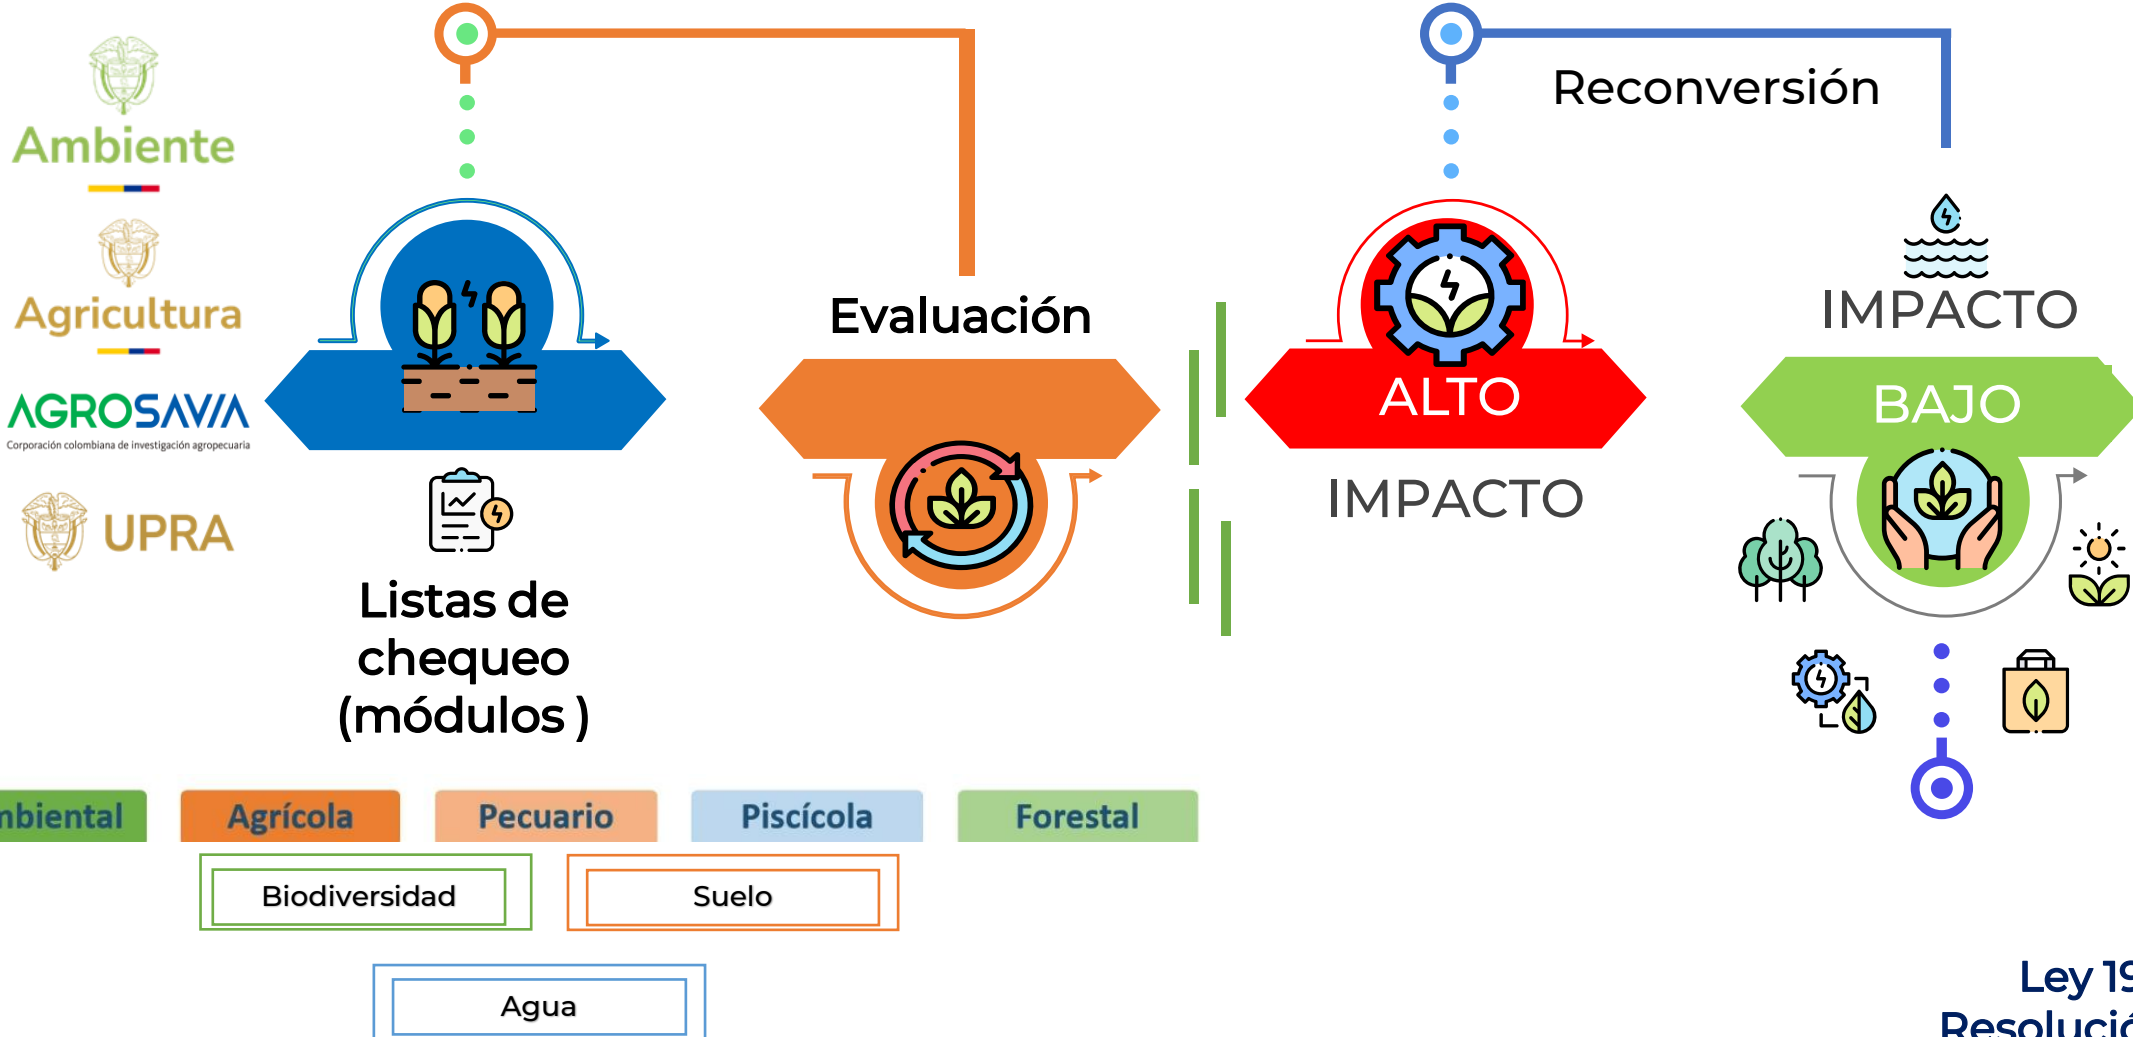 Ambiente
Agricultura
AGROSAVIA
Corporación colombiana de investigación agropecuaria
UPRA
Listas de
chequeo
(módulos )
Evaluación
ALTO
IMPACTO
Reconversión
IMPACTO
BAJO
Agrícola
Pecuario
Piscícola
Forestal
Biodiversidad
Suelo
Agua
Ley